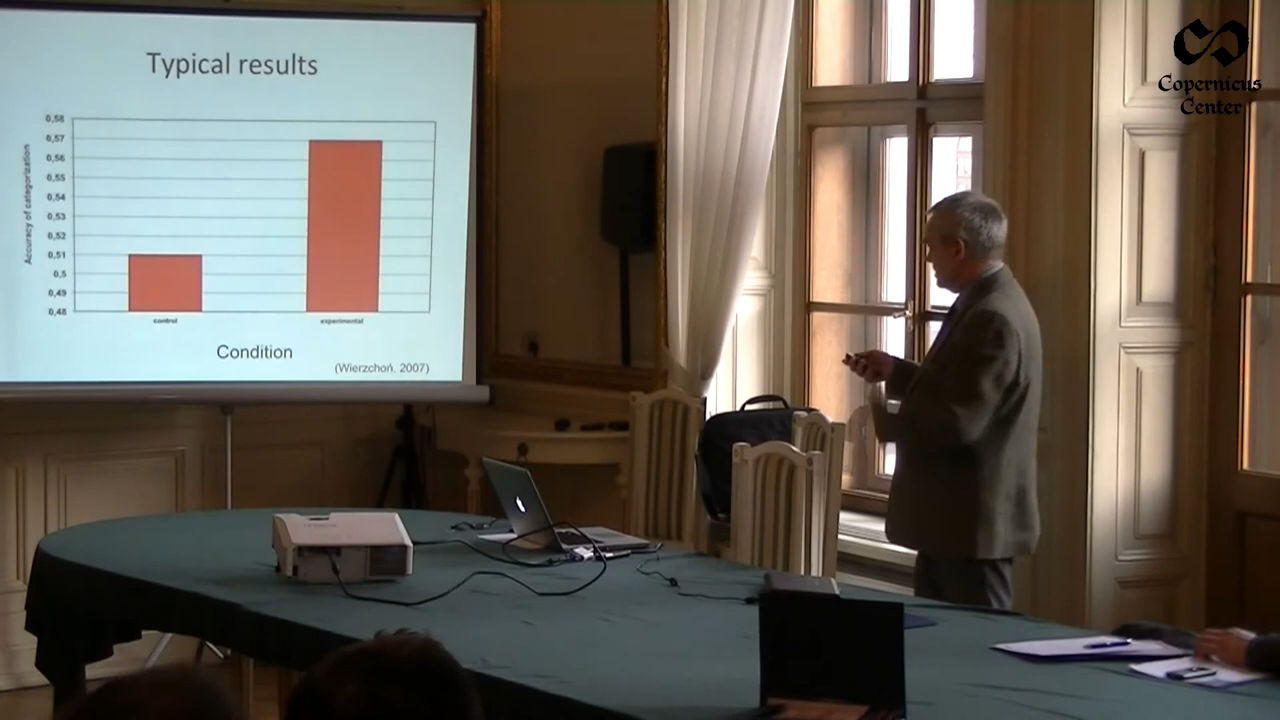 Typical results
0,58
0,57
0,56
0,55
0,54
0,53
0,52
0,51
0,5
0,49
0,48
Accuracy of categorization
control
experimental
Condition
(Wierzchoń, 2007)
Copernicus
Center